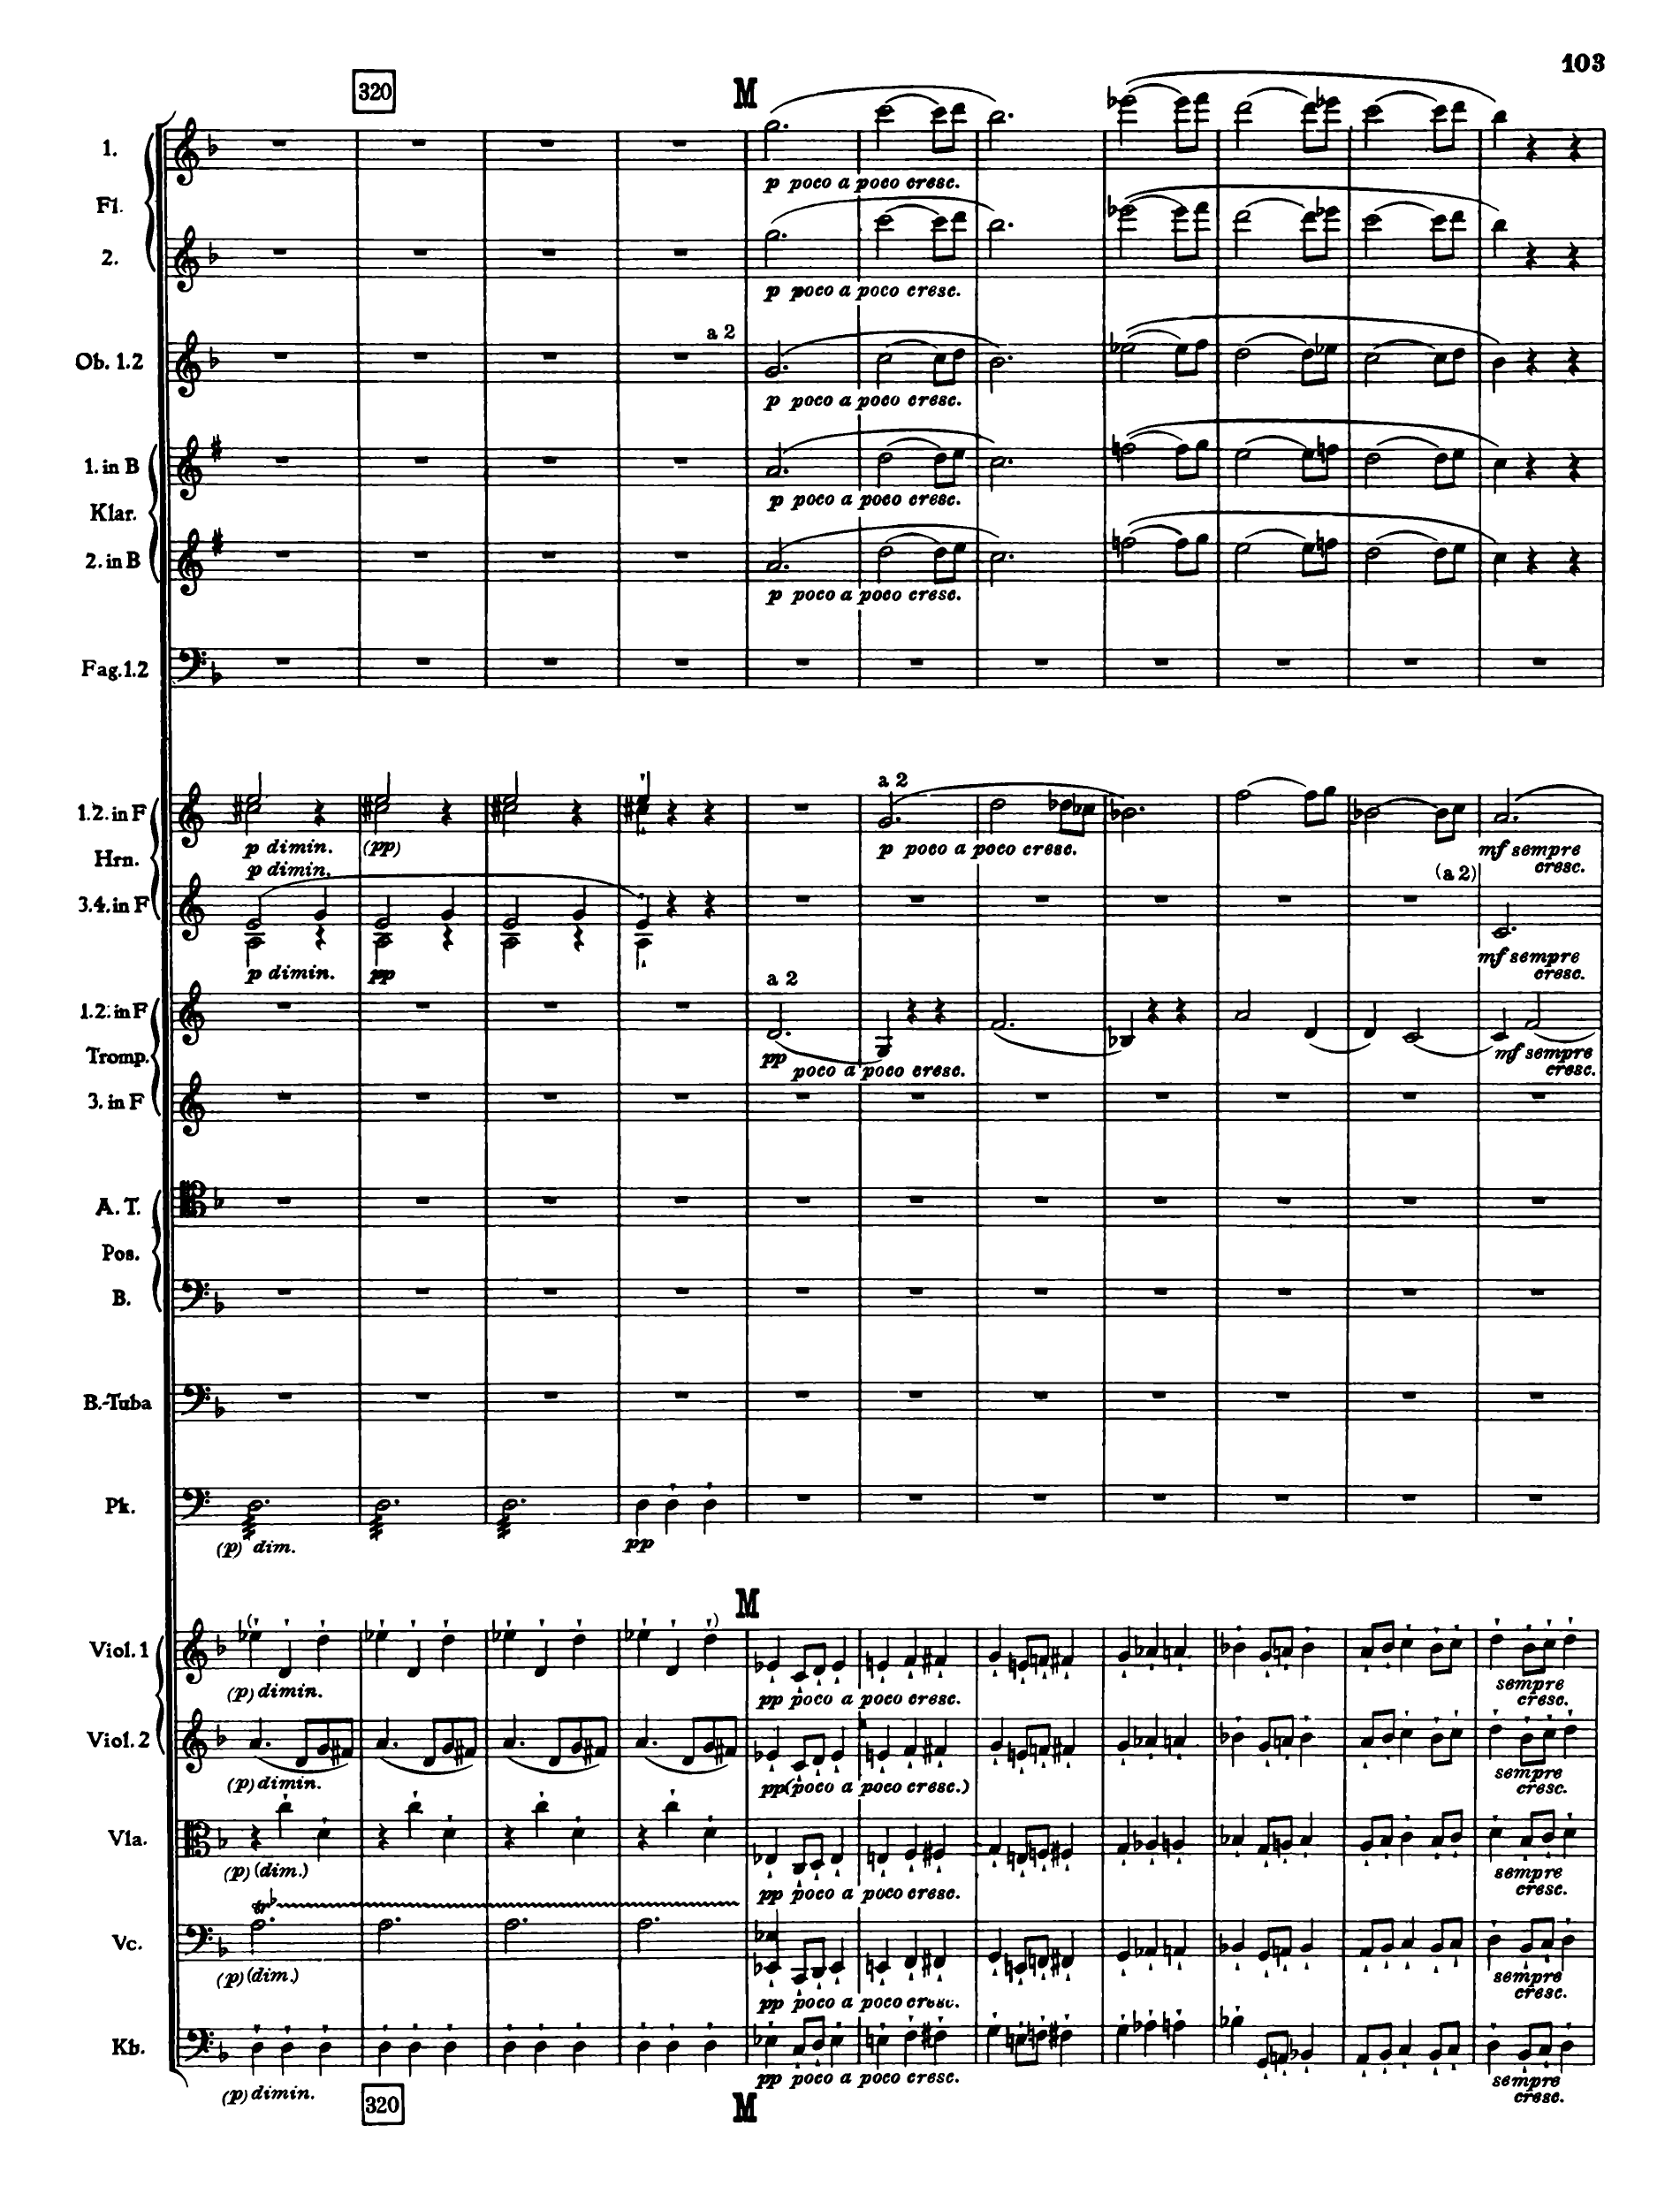 103
320
M
1.
Fl.
p poco a poco cresc.
2.
p poco a poco cresc.
a 2
Ob. 1.2
p poco a poco cresc.
1. in B
p poco a poco cresc.
Klar.
2. in B
p poco a poco cresc.
Fag. 1.2
a 2
1.2. in F
p dimin. (pp) p poco a poco cresc. mf sempre cresc.
Hrn.
p dimin.
(a 2)
3.4. in F
p dimin. pp mf sempre cresc.
a 2
1.2. in F
pp poco a poco cresc. mf sempre cresc.
Tromp.
3. in F
A. T.
Pos.
B.
B.-Tuba
Pk.
(p) dim. pp
M
Viol. 1
(p) dimin. pp poco a poco cresc. sempre cresc.
Viol. 2
(p) dimin. pp (poco a poco cresc.) sempre cresc.
Vla.
(p) (dim.) pp poco a poco cresc. sempre cresc.
tr
Vc.
(p) (dim.) pp poco a poco cresc. sempre cresc.
Kb.
(p) dimin. pp poco a poco cresc. sempre cresc.
320
M